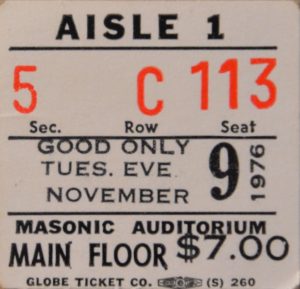 AISLE 1
5 C 113
Sec. Row Seat
GOOD ONLY
TUES. EVE
NOVEMBER 9 1976
MASONIC AUDITORIUM
MAIN FLOOR $7.00
GLOBE TICKET CO. (S) 260